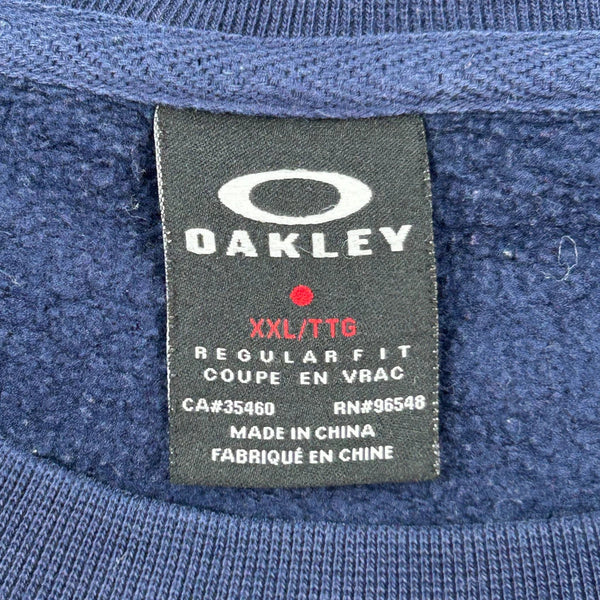 OAKLEY
XXL/TTG
REGULAR FIT
COUPE EN VRAC
CA#35460 RN#96548
MADE IN CHINA
FABRIQUÉ EN CHINE